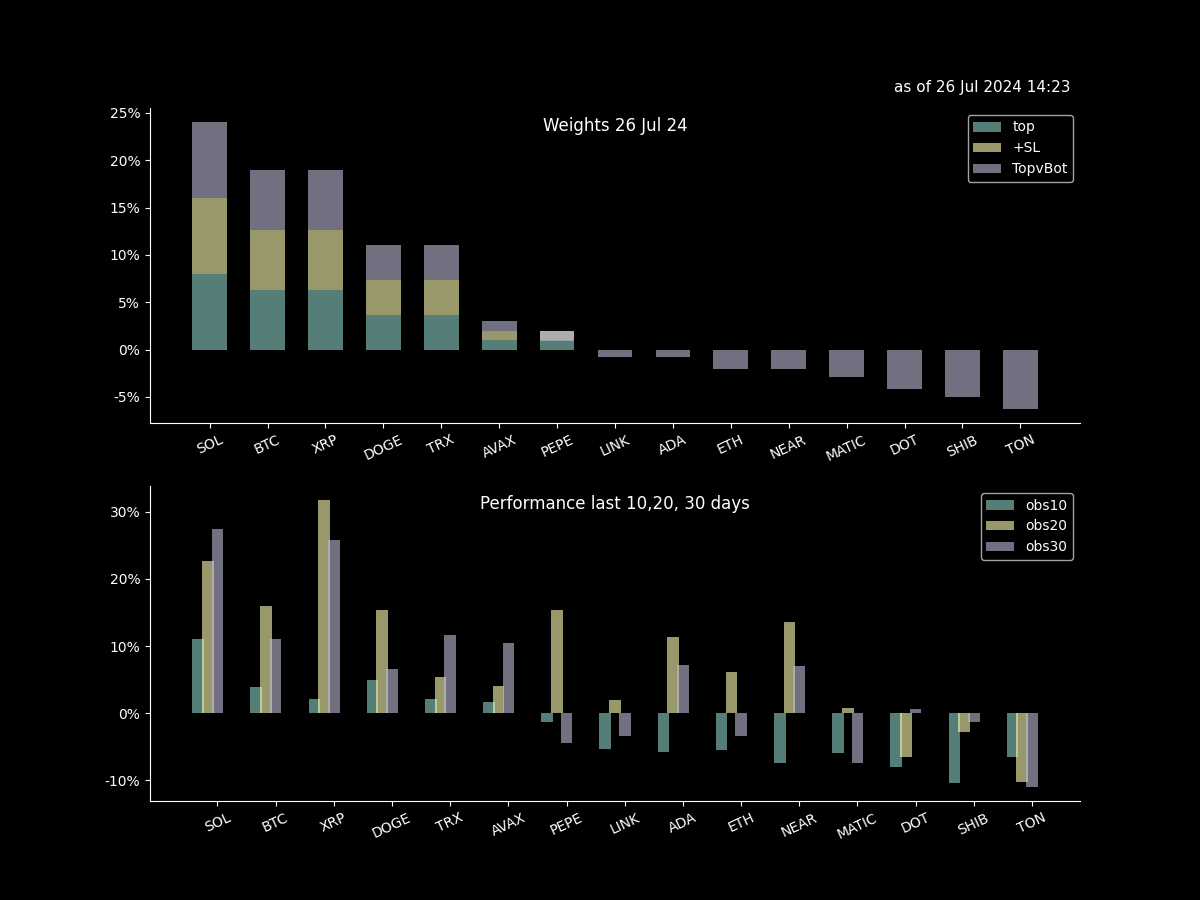 as of 26 Jul 2024 14:23
Weights 26 Jul 24
top
+SL
TopvBot
25%
20%
15%
10%
5%
0%
-5%
SOL BTC XRP DOGE TRX AVAX PEPE LINK ADA ETH NEAR MATIC DOT SHIB TON
Performance last 10,20, 30 days
obs10
obs20
obs30
30%
20%
10%
0%
-10%
SOL BTC XRP DOGE TRX AVAX PEPE LINK ADA ETH NEAR MATIC DOT SHIB TON